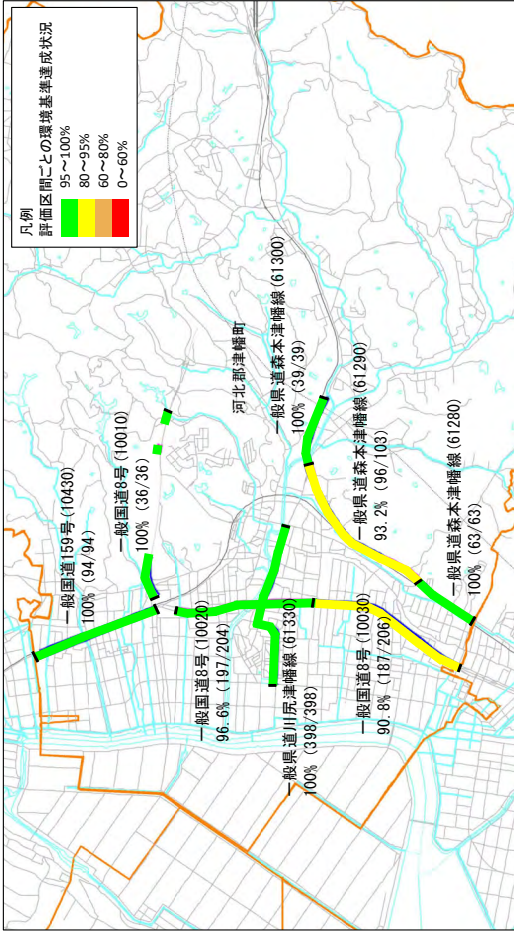 凡例
評価区間ごとの環境基準達成状況
95～100%
80～95%
60～80%
0～60%
一般国道159号(10430)
100% (94/94)
一般国道8号(10010)
100% (36/36)
河北郡津幡町
一般県道森本津幡線(61300)
100% (39/39)
一般国道8号(10020)
96.6% (197/204)
一般県道川尻津幡線(61330)
100% (398/398)
一般県道森本津幡線(61290)
93.2% (96/103)
一般国道8号(10030)
90.8% (187/206)
一般県道森本津幡線(61280)
100% (63/63)